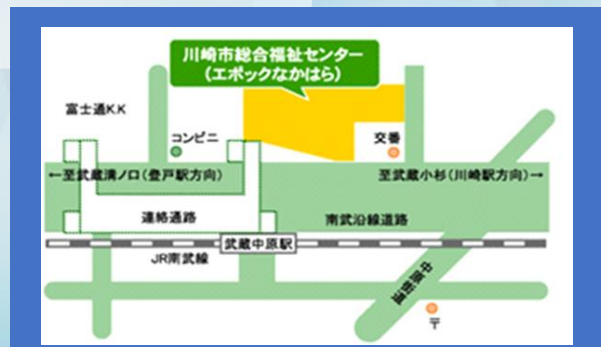 川崎市総合福祉センター
(エポックなかはら)
富士通K.K
コンビニ
交番
←至武蔵溝ノ口(登戸駅方向)
至武蔵小杉(川崎駅方向)→
連絡通路
南武沿線道路
武蔵中原駅
JR南武線
中原街道
〒